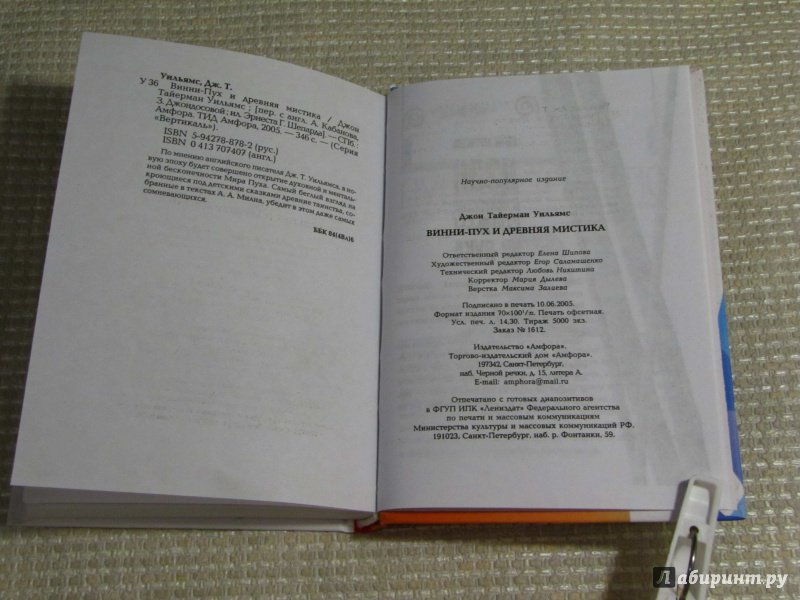 Уильямс, Дж. Т.
У 36 Винни-Пух и древняя мистика / Джон
Тайерман Уильямс ; [пер. с англ. А. Кабанова,
З. Джондосовой; ил. Эрнеста Г. Шепарда]. — СПб. :
Амфора. ТИД Амфора, 2005. — 346 с. — (Серия
«Вертикаль»).
ISBN 5-94278-878-2 (рус.)
ISBN 0 413 707407 (англ.)
По мнению английского писателя Дж. Т. Уильямса, в но-
вую эпоху будет совершено открытие духовной и менталь-
ной бесконечности Мира Пуха. Самый беглый взгляд на
кроющиеся под детскими сказками древние таинства, со-
бранные в текстах А. А. Милна, убедит в этом даже самых
сомневающихся.
ББК 84(4Вл)6
Научно-популярное издание
Джон Тайерман Уильямс
ВИННИ-ПУХ И ДРЕВНЯЯ МИСТИКА
Ответственный редактор Елена Шипова
Художественный редактор Егор Саламашенко
Технический редактор Любовь Никитина
Корректор Мария Дылева
Верстка Максима Залиева
Подписано в печать 10.06.2005.
Формат издания 70×100¹/ Печать офсетная.
Усл. печ. л. 14,30. Тираж 5000 экз.
Заказ № 1612.
Издательство «Амфора».
Торгово-издательский дом «Амфора».
197342, Санкт-Петербург,
наб. Черной речки, д. 15, литера А.
E-mail: amphora@mail.ru
Отпечатано с готовых диапозитивов
в ФГУП ИПК «Лениздат» Федерального агентства
по печати и массовым коммуникациям
Министерства культуры и массовых коммуникаций РФ.
191023, Санкт-Петербург, наб. р. Фонтанки, 59.
Лабиринт.ру